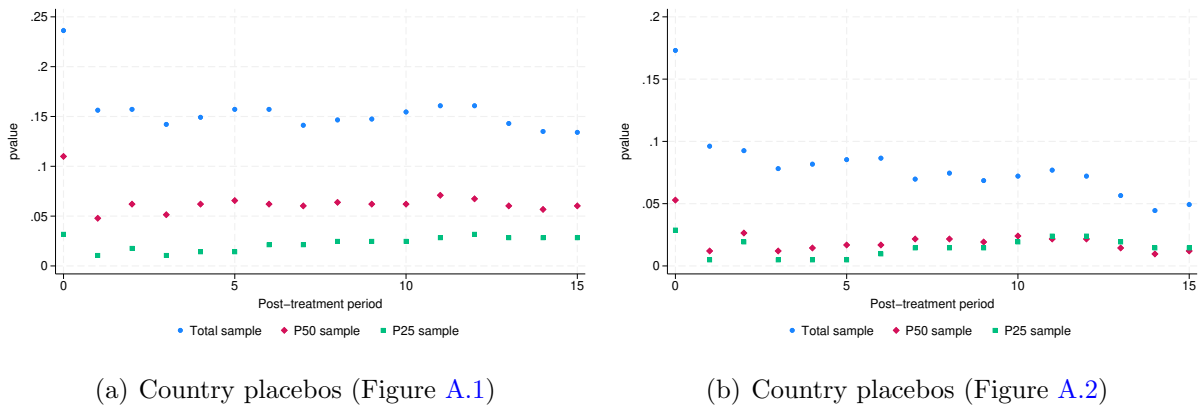 .25
.2
.15
.1
.05
0
pvalue
0 5 10 15
Post−treatment period
Total sample P50 sample P25 sample
(a) Country placebos (Figure A.1)
.2
.15
.1
.05
0
pvalue
0 5 10 15
Post−treatment period
Total sample P50 sample P25 sample
(b) Country placebos (Figure A.2)